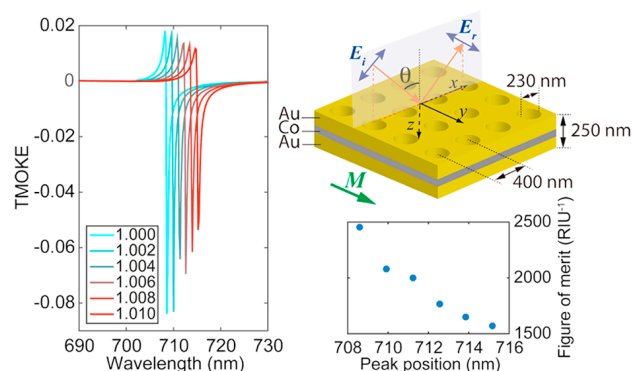 0.02
0
-0.02
-0.04
-0.06
-0.08
TMOKE
1.000
1.002
1.004
1.006
1.008
1.010
690 700 710 720 730
Wavelength (nm)
Ei
Er
θ
x
y
z
230 nm
Au
Co
Au
250 nm
400 nm
M
2500
2000
1500
Figure of merit (RIU⁻¹)
708 710 712 714 716
Peak position (nm)